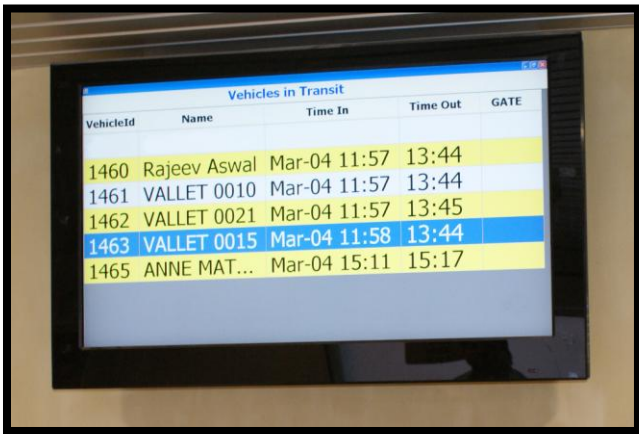 Vehicles in Transit
VehicleId Name Time In Time Out GATE
1460 Rajeev Aswal Mar-04 11:57 13:44
1461 VALLET 0010 Mar-04 11:57 13:44
1462 VALLET 0021 Mar-04 11:57 13:45
1463 VALLET 0015 Mar-04 11:58 13:44
1465 ANNE MAT... Mar-04 15:11 15:17